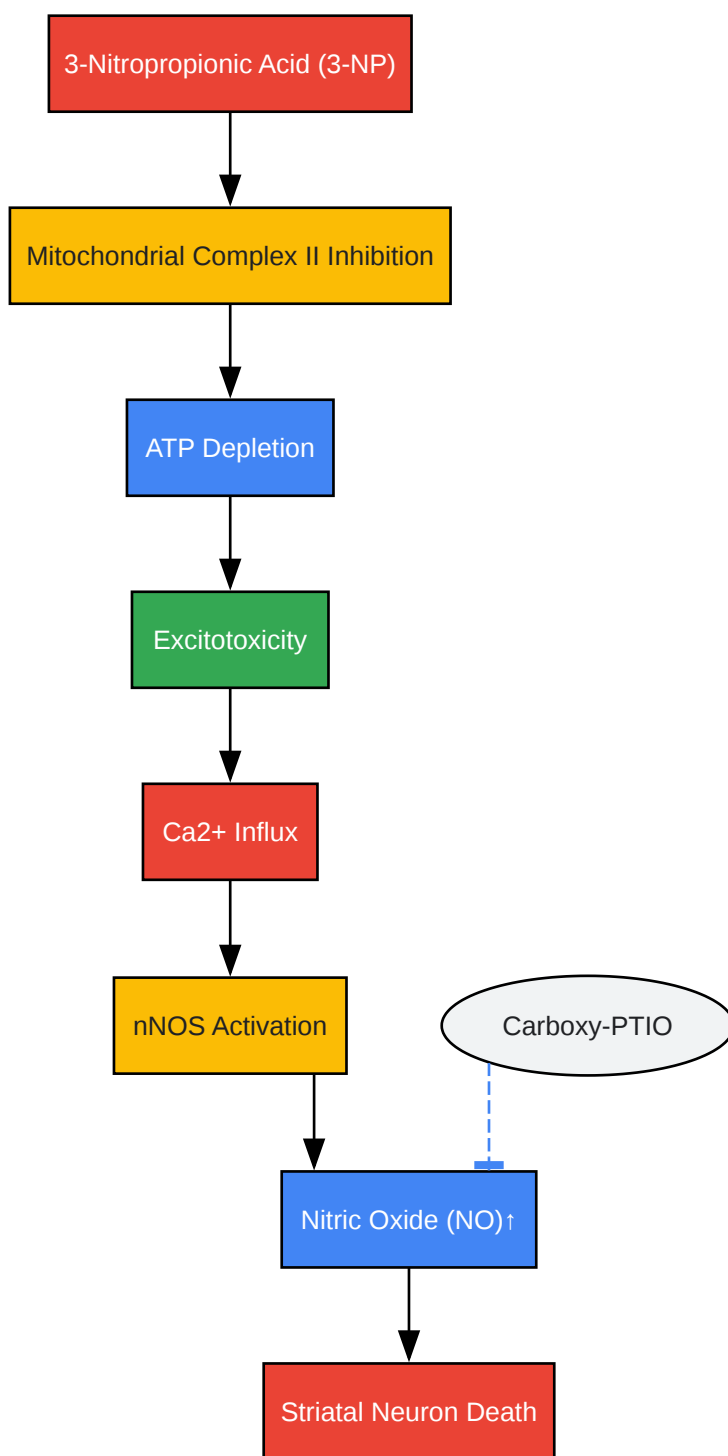 3-Nitropropionic Acid (3-NP)
Mitochondrial Complex II Inhibition
ATP Depletion
Excitotoxicity
Ca2+ Influx
nNOS Activation
Carboxy-PTIO
Nitric Oxide (NO)↑
Striatal Neuron Death